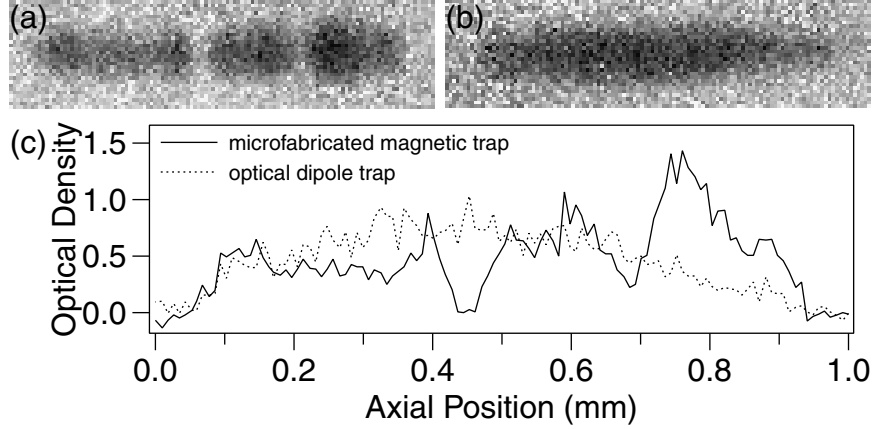 (a)
(b)
(c)
microfabricated magnetic trap
optical dipole trap
Optical Density
1.5
1.0
0.5
0.0
0.0 0.2 0.4 0.6 0.8 1.0
Axial Position (mm)